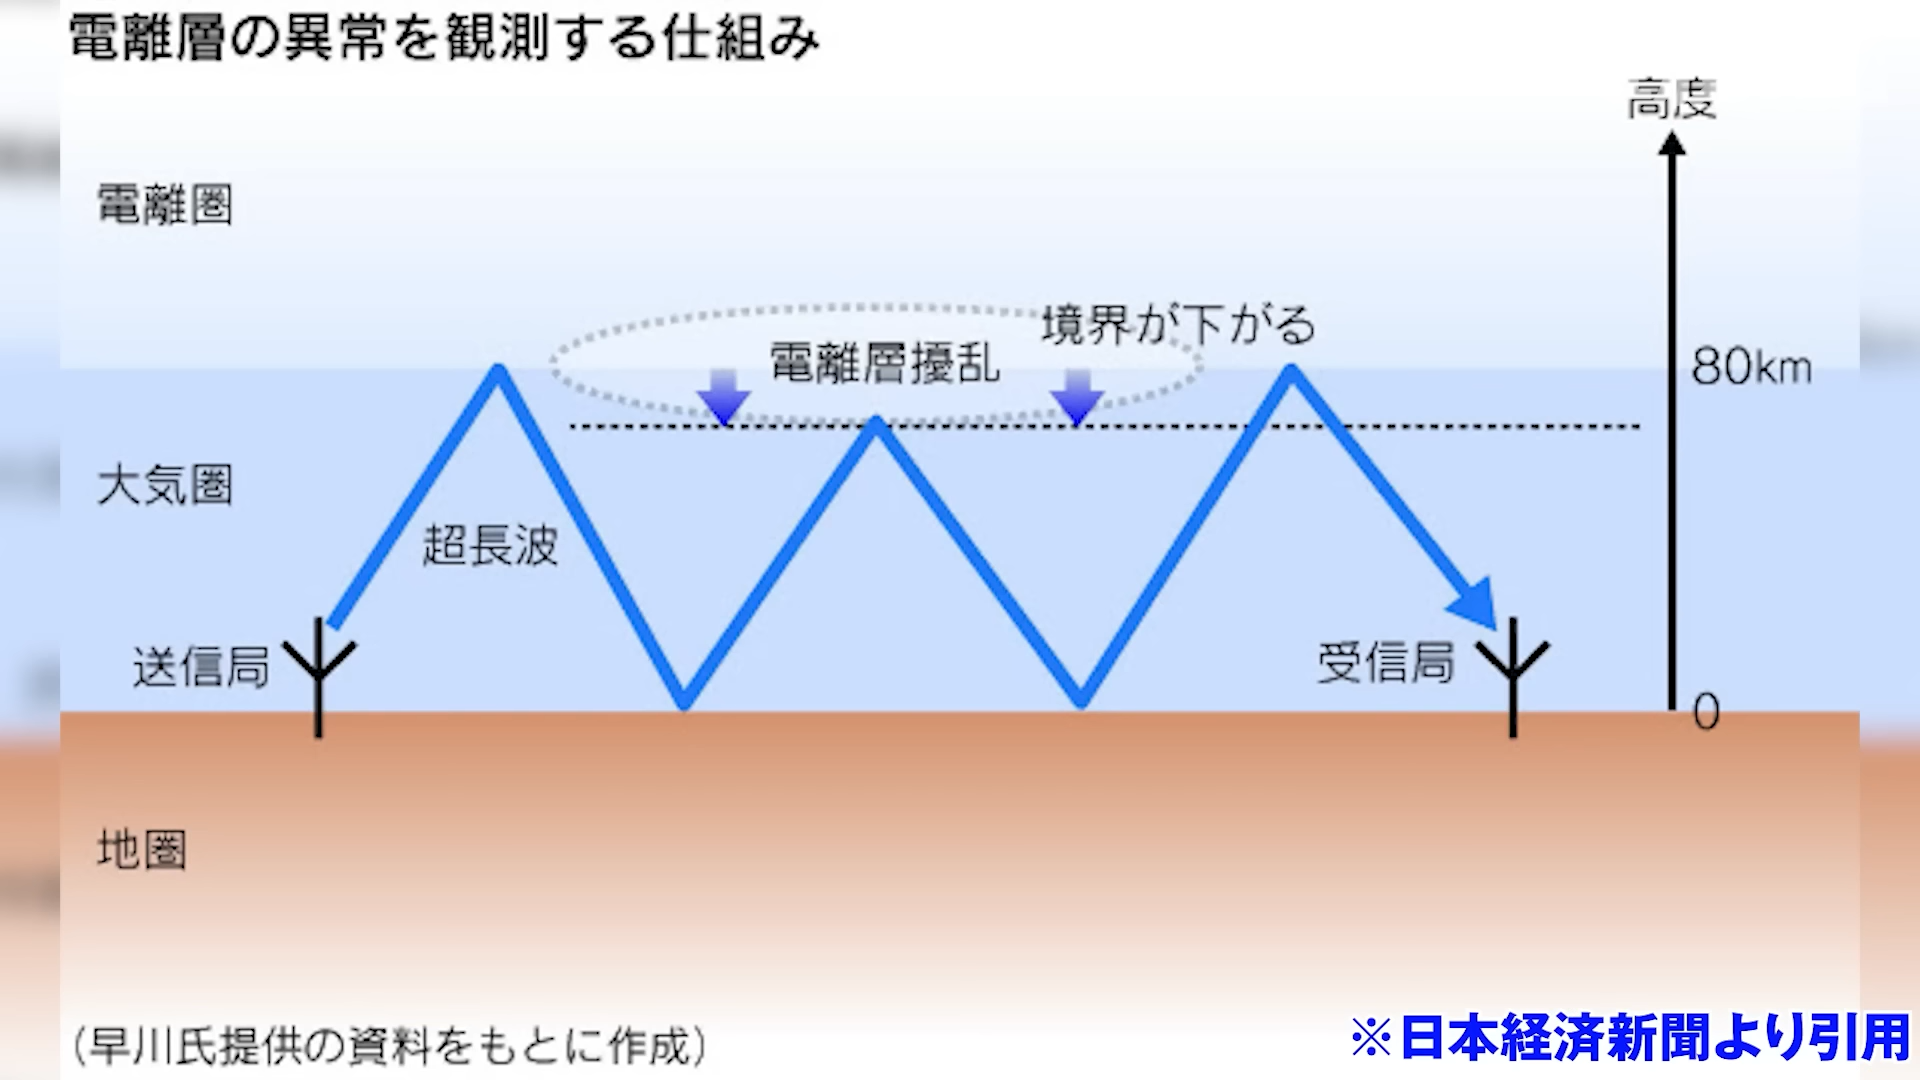 電離層の異常を観測する仕組み
高度
電離圏
境界が下がる
電離層擾乱
80km
大気圏
超長波
送信局
受信局
0
地圏
(早川氏提供の資料をもとに作成)
※日本経済新聞より引用